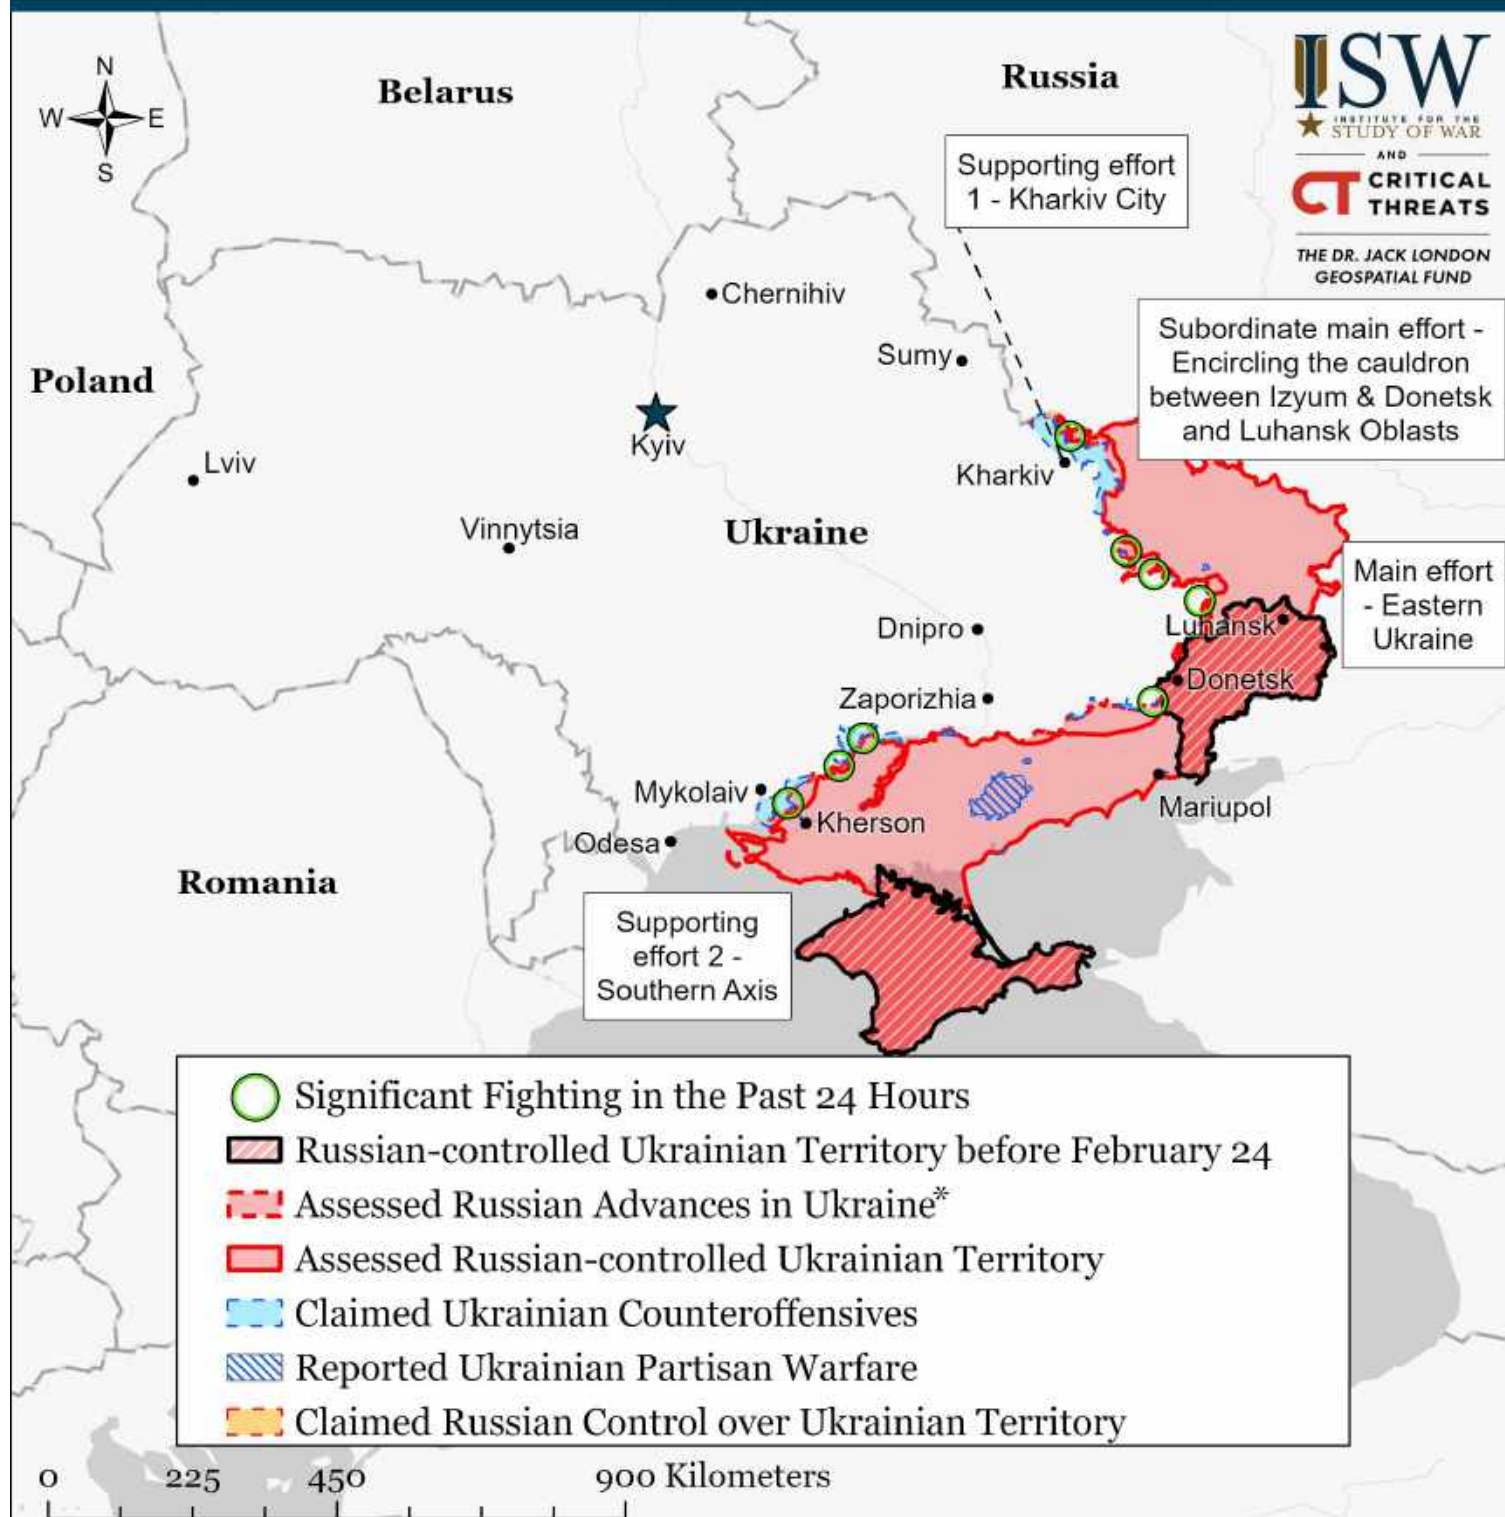 N
W E
S
Belarus
Russia
ISW
INSTITUTE FOR THE
STUDY OF WAR
AND
CT CRITICAL
THREATS
THE DR. JACK LONDON
GEOSPATIAL FUND
Supporting effort
1 - Kharkiv City
Chernihiv
Subordinate main effort -
Encircling the cauldron
between Izyum & Donetsk
and Luhansk Oblasts
Sumy
Poland
Kyiv
Lviv
Kharkiv
Vinnytsia
Ukraine
Main effort
- Eastern
Ukraine
Dnipro
Luhansk
Donetsk
Zaporizhia
Mykolaiv
Mariupol
Kherson
Odesa
Romania
Supporting
effort 2 -
Southern Axis
Significant Fighting in the Past 24 Hours
Russian-controlled Ukrainian Territory before February 24
Assessed Russian Advances in Ukraine*
Assessed Russian-controlled Ukrainian Territory
Claimed Ukrainian Counteroffensives
Reported Ukrainian Partisan Warfare
Claimed Russian Control over Ukrainian Territory
0 225 450 900 Kilometers